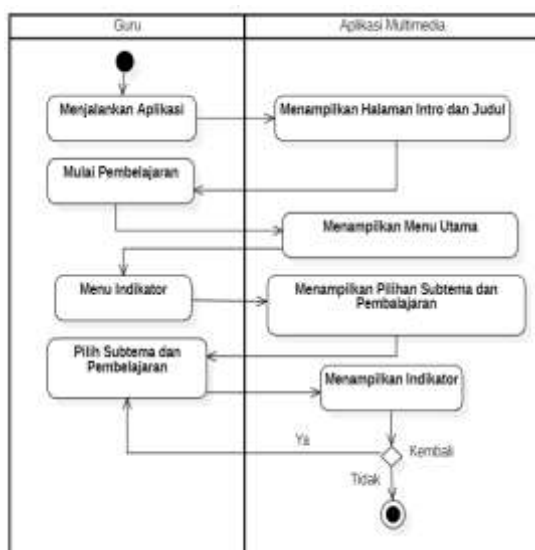 Guru
Aplikasi Multimedia
Menjalankan Aplikasi
Menampilkan Halaman Intro dan Judul
Mulai Pembelajaran
Menampilkan Menu Utama
Menu Indikator
Menampilkan Pilihan Subtema dan
Pembalajaran
Pilih Subtema dan
Pembelajaran
Menampilkan Indikator
Ya
Kembali
Tidak